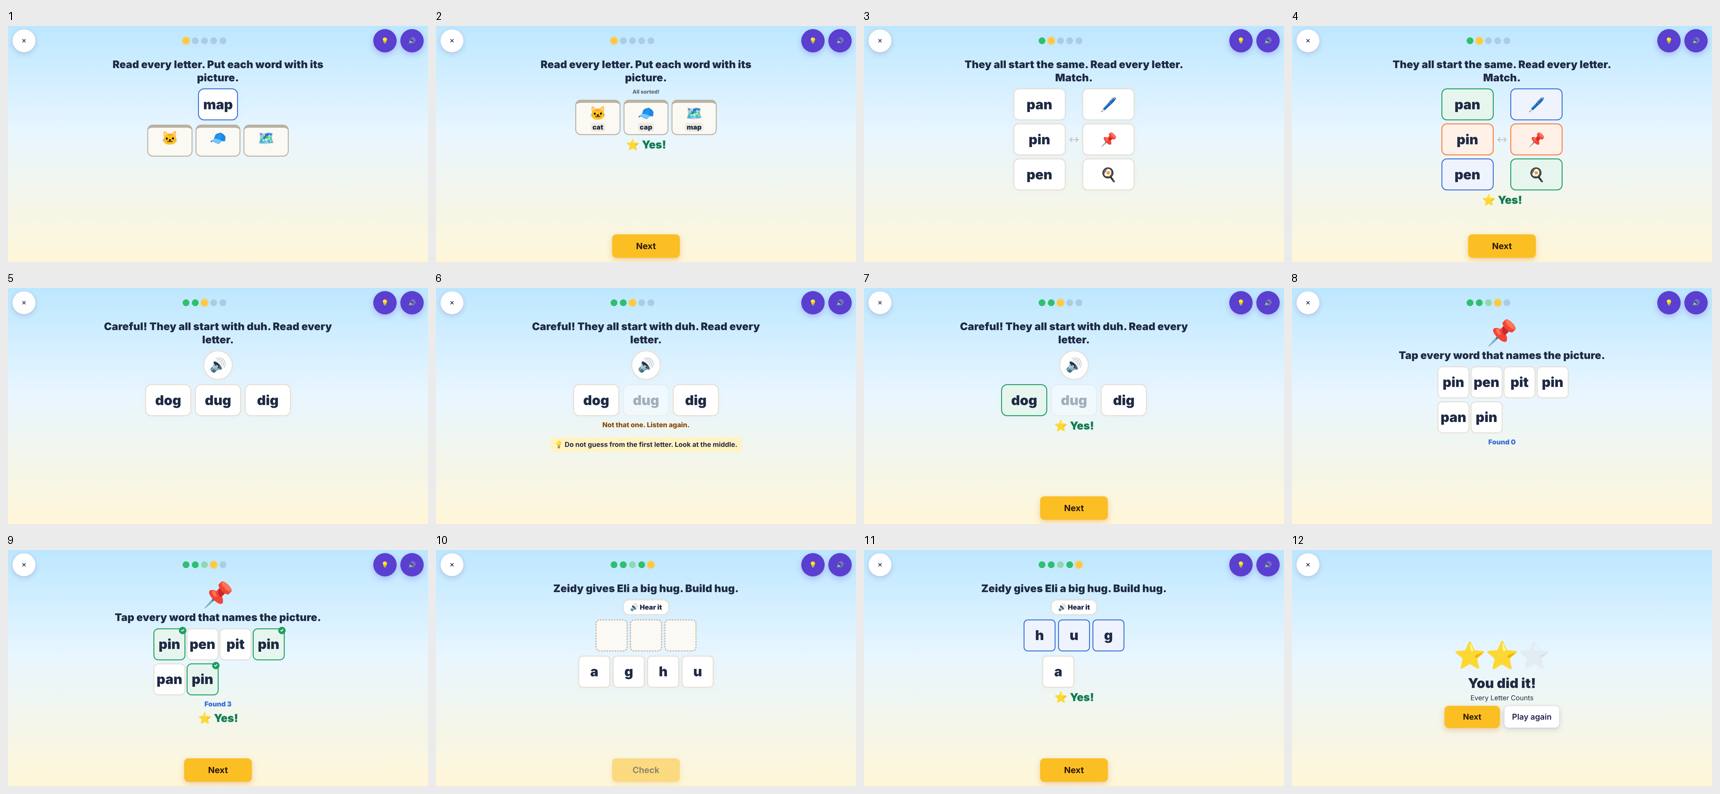 1
Read every letter. Put each word with its
picture.
map
2
Read every letter. Put each word with its
picture.
All sorted!
cat cap map
⭐ Yes!
Next
3
They all start the same. Read every letter.
Match.
pan
pin ↔
pen
4
They all start the same. Read every letter.
Match.
pan
pin ↔
pen
⭐ Yes!
Next
5
Careful! They all start with duh. Read every
letter.
dog dug dig
6
Careful! They all start with duh. Read every
letter.
dog dug dig
Not that one. Listen again.
💡 Do not guess from the first letter. Look at the middle.
7
Careful! They all start with duh. Read every
letter.
dog dug dig
⭐ Yes!
Next
8
Tap every word that names the picture.
pin pen pit pin
pan pin
Found 0
9
Tap every word that names the picture.
pin pen pit pin
pan pin
Found 3
⭐ Yes!
Next
10
Zeidy gives Eli a big hug. Build hug.
🔊 Hear it
a g h u
Check
11
Zeidy gives Eli a big hug. Build hug.
🔊 Hear it
h u g
a
⭐ Yes!
Next
12
You did it!
Every Letter Counts
Next Play again